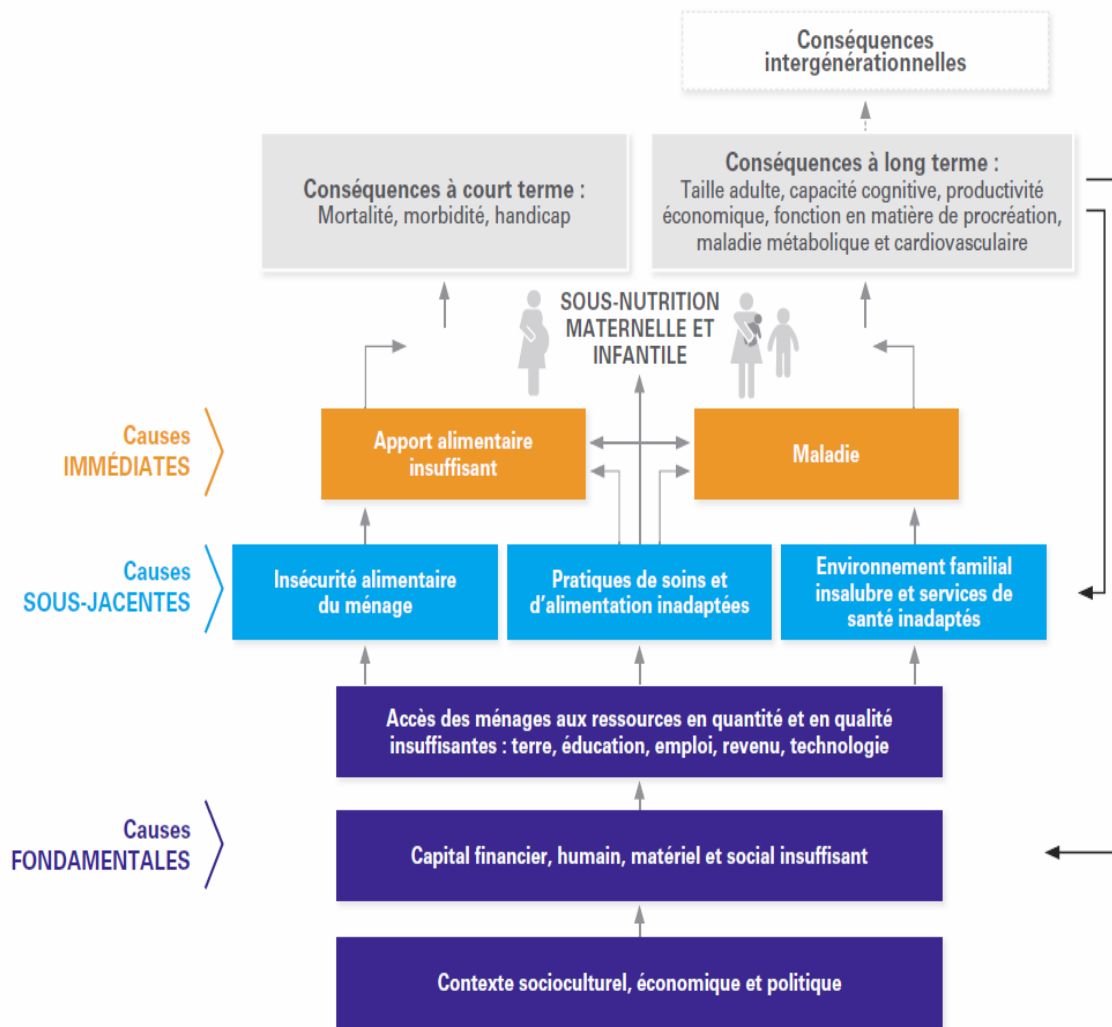 Conséquences
intergénérationnelles
Conséquences à court terme :
Mortalité, morbidité, handicap
Conséquences à long terme :
Taille adulte, capacité cognitive, productivité
économique, fonction en matière de procréation,
maladie métabolique et cardiovasculaire
SOUS-NUTRITION
MATERNELLE ET
INFANTILE
Causes
IMMÉDIATES
Apport alimentaire
insuffisant
Maladie
Causes
SOUS-JACENTES
Insécurité alimentaire
du ménage
Pratiques de soins et
d’alimentation inadaptées
Environnement familial
insalubre et services de
santé inadaptés
Accès des ménages aux ressources en quantité et en qualité
insuffisantes : terre, éducation, emploi, revenu, technologie
Causes
FONDAMENTALES
Capital financier, humain, matériel et social insuffisant
Contexte socioculturel, économique et politique